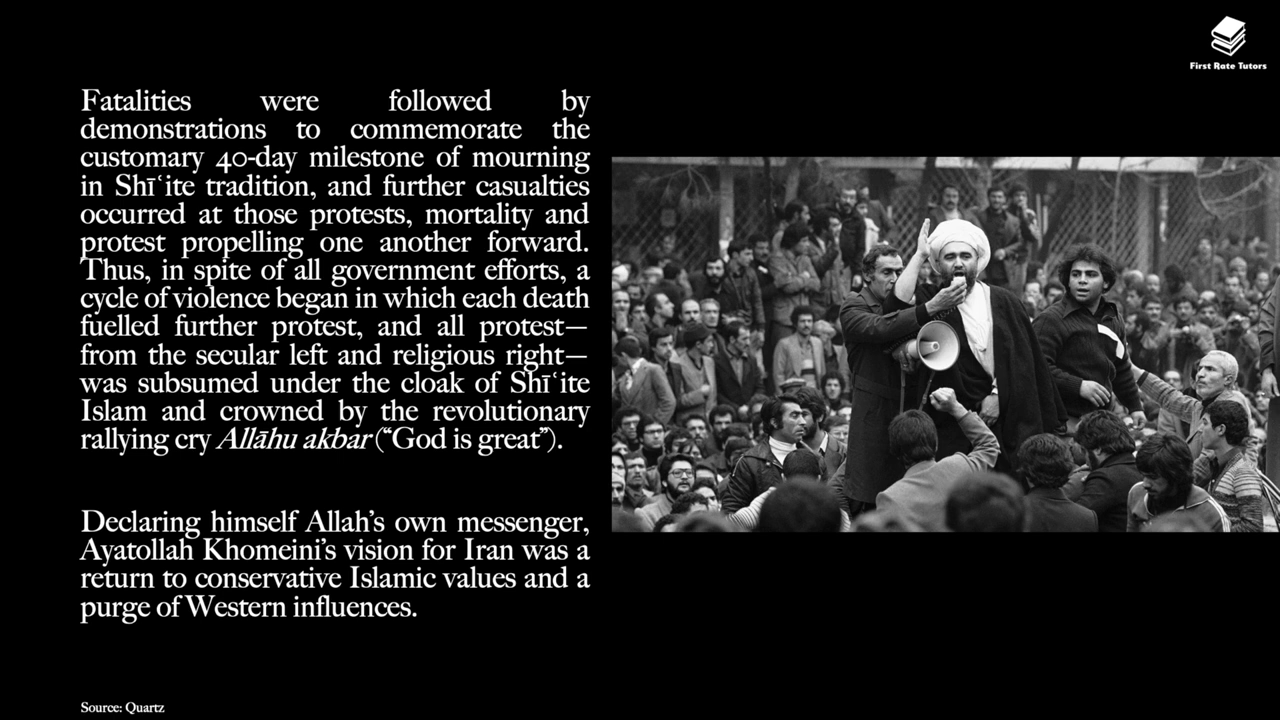 First Rate Tutors
Fatalities were followed by
demonstrations to commemorate the
customary 40-day milestone of mourning
in Shīʿite tradition, and further casualties
occurred at those protests, mortality and
protest propelling one another forward.
Thus, in spite of all government efforts, a
cycle of violence began in which each death
fuelled further protest, and all protest—
from the secular left and religious right—
was subsumed under the cloak of Shīʿite
Islam and crowned by the revolutionary
rallying cry Allāhu akbar (“God is great”).
Declaring himself Allah’s own messenger,
Ayatollah Khomeini’s vision for Iran was a
return to conservative Islamic values and a
purge of Western influences.
Source: Quartz